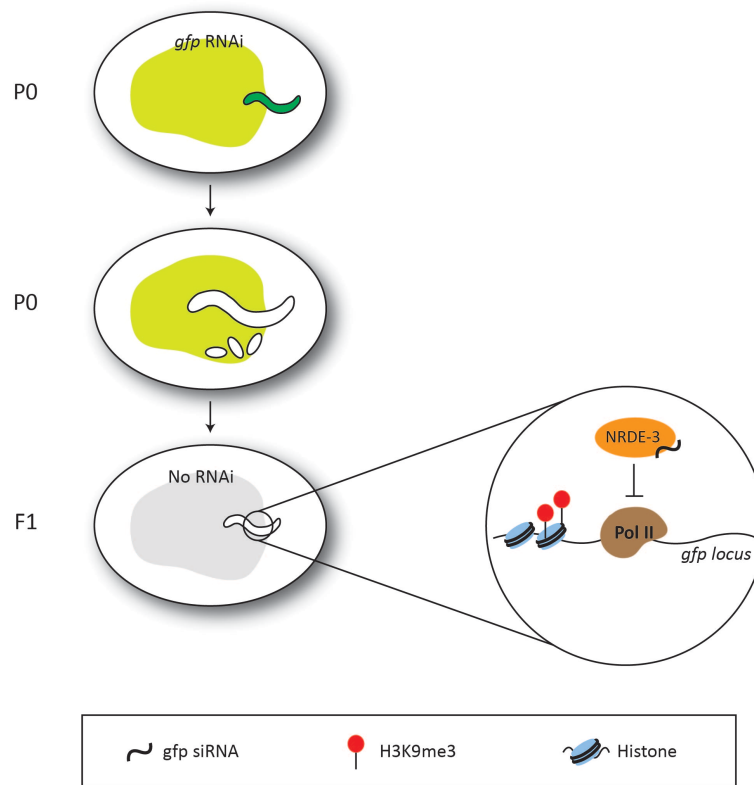 gfp RNAi
P0
P0
No RNAi
F1
NRDE-3
Pol II
gfp locus
gfp siRNA
H3K9me3
Histone